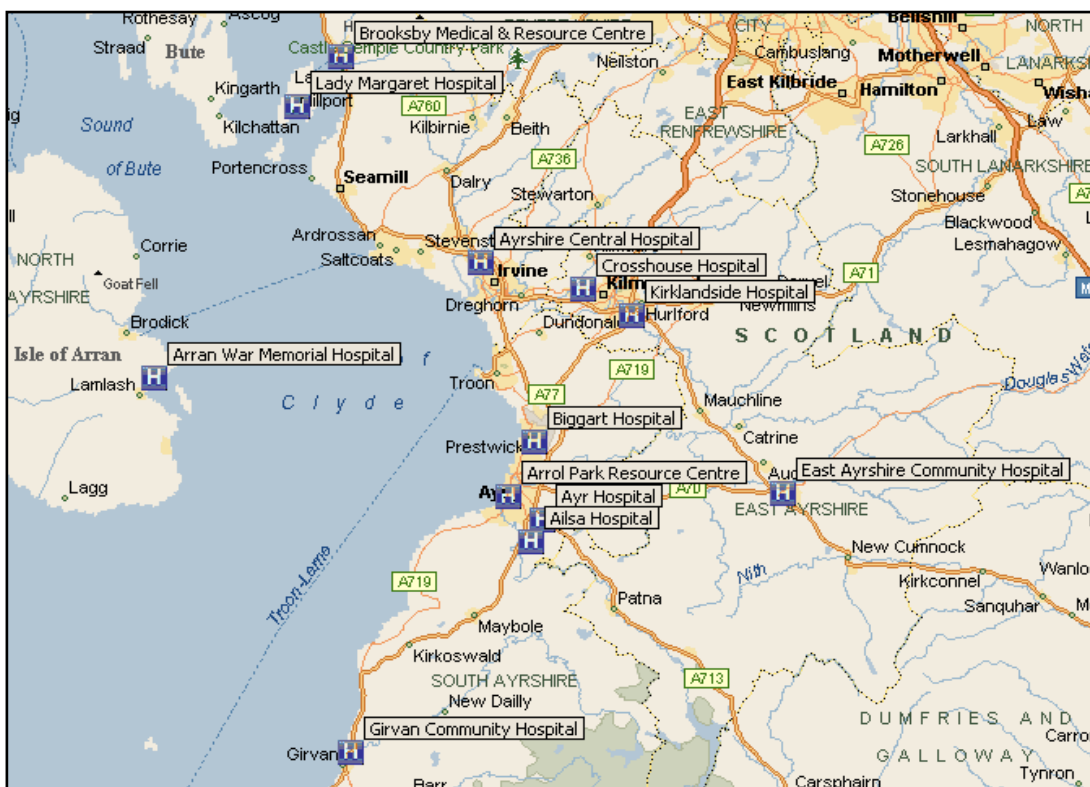 Rothesay
Ascog
Straad
Bute
Brooksby Medical & Resource Centre
CITY
Cambuslang
Bellshill
NORTH
LANARKSHIRE
Motherwell
Neilston
East Kilbride
Hamilton
Kingarth
Lady Margaret Hospital
Kilchattan
A760
Kilbirnie
Beith
EAST
RENFREWSHIRE
Law
Larkhall
A726
Sound
of Bute
Portencross
A736
SOUTH LANARKSHIRE
Seamill
Dalry
Stewarton
Stonehouse
Blackwood
Lesmahagow
Corrie
Ardrossan
Saltcoats
Ayrshire Central Hospital
NORTH
AYRSHIRE
Goat Fell
Irvine
Crosshouse Hospital
A71
Dreghorn
Kirklandside Hospital
Newmilns
Brodick
Dundonald
Hurlford
SCOTLAND
Isle of Arran
Arran War Memorial Hospital
f
Lamlash
Troon
A719
Clyde
A77
Mauchline
Biggart Hospital
Catrine
Prestwick
Lagg
Arrol Park Resource Centre
East Ayrshire Community Hospital
Ayr Hospital
A70
Ailsa Hospital
EAST AYRSHIRE
New Cumnock
A719
Nith
Kirkconnel
Troon-Larne
Patna
Sanquhar
Maybole
Kirkoswald
SOUTH AYRSHIRE
A713
New Dailly
Girvan Community Hospital
DUMFRIES AND
GALLOWAY
Girvan
Barr
Carsphairn
Tynron